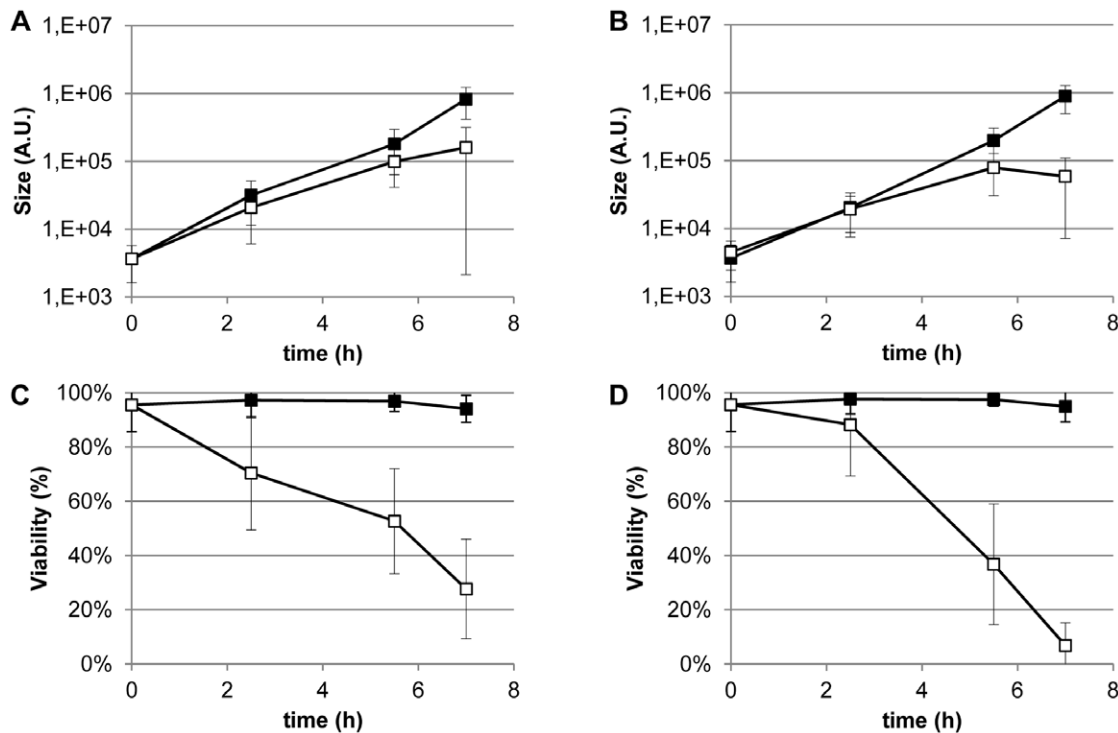 A
1,E+07
1,E+06
1,E+05
1,E+04
1,E+03
Size (A.U.)
0 2 4 6 8
time (h)
B
1,E+07
1,E+06
1,E+05
1,E+04
1,E+03
Size (A.U.)
0 2 4 6 8
time (h)
C
100%
80%
60%
40%
20%
0%
Viability (%)
0 2 4 6 8
time (h)
D
100%
80%
60%
40%
20%
0%
Viability (%)
0 2 4 6 8
time (h)